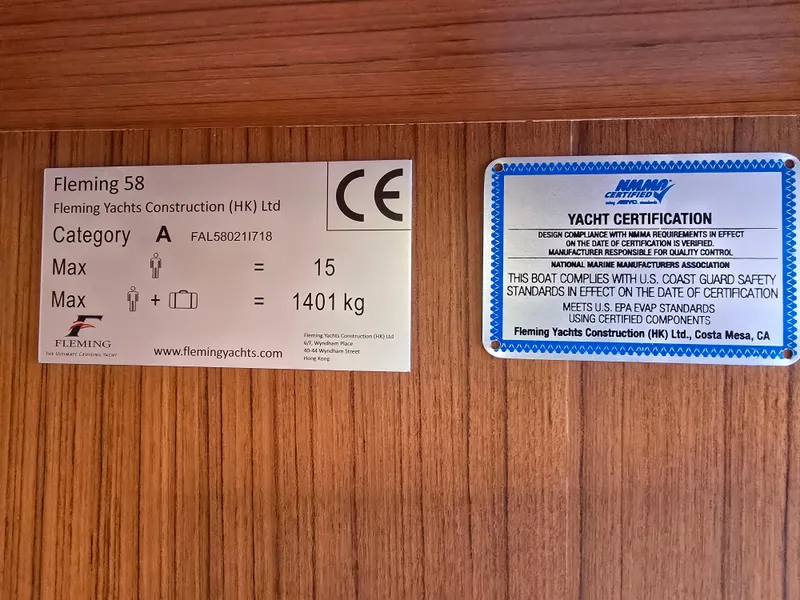 Fleming 58
CE
Fleming Yachts Construction (HK) Ltd
Category A FAL58021I718
Max = 15
Max + = 1401 kg
FLEMING
THE ULTIMATE CRUISING YACHT
www.flemingyachts.com
Fleming Yachts Construction (HK) Ltd
6/F, Wyndham Place
40-44 Wyndham Street
Hong Kong
NMMA
CERTIFIED
using ABYC standards
YACHT CERTIFICATION
DESIGN COMPLIANCE WITH NMMA REQUIREMENTS IN EFFECT
ON THE DATE OF CERTIFICATION IS VERIFIED.
MANUFACTURER RESPONSIBLE FOR QUALITY CONTROL
NATIONAL MARINE MANUFACTURERS ASSOCIATION
THIS BOAT COMPLIES WITH U.S. COAST GUARD SAFETY
STANDARDS IN EFFECT ON THE DATE OF CERTIFICATION
MEETS U.S. EPA EVAP STANDARDS
USING CERTIFIED COMPONENTS
Fleming Yachts Construction (HK) Ltd., Costa Mesa, CA